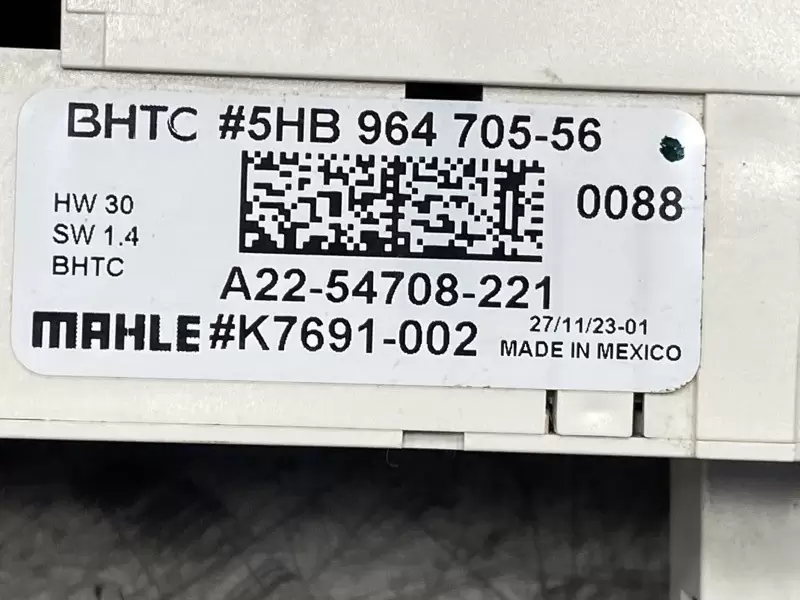 BHTC #5HB 964 705-56
HW 30
SW 1.4
BHTC
0088
A22-54708-221
MAHLE #K7691-002
27/11/23-01
MADE IN MEXICO